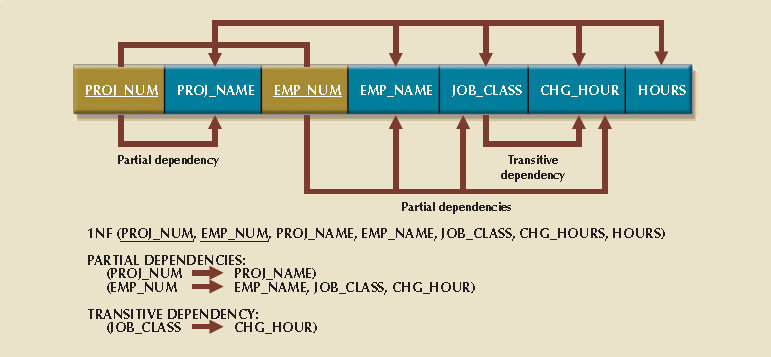 PROJ_NUM PROJ_NAME EMP_NUM EMP_NAME JOB_CLASS CHG_HOUR HOURS
Partial dependency
Transitive
dependency
Partial dependencies
1NF (PROJ_NUM, EMP_NUM, PROJ_NAME, EMP_NAME, JOB_CLASS, CHG_HOURS, HOURS)
PARTIAL DEPENDENCIES:
(PROJ_NUM PROJ_NAME)
(EMP_NUM EMP_NAME, JOB_CLASS, CHG_HOUR)
TRANSITIVE DEPENDENCY:
(JOB_CLASS CHG_HOUR)